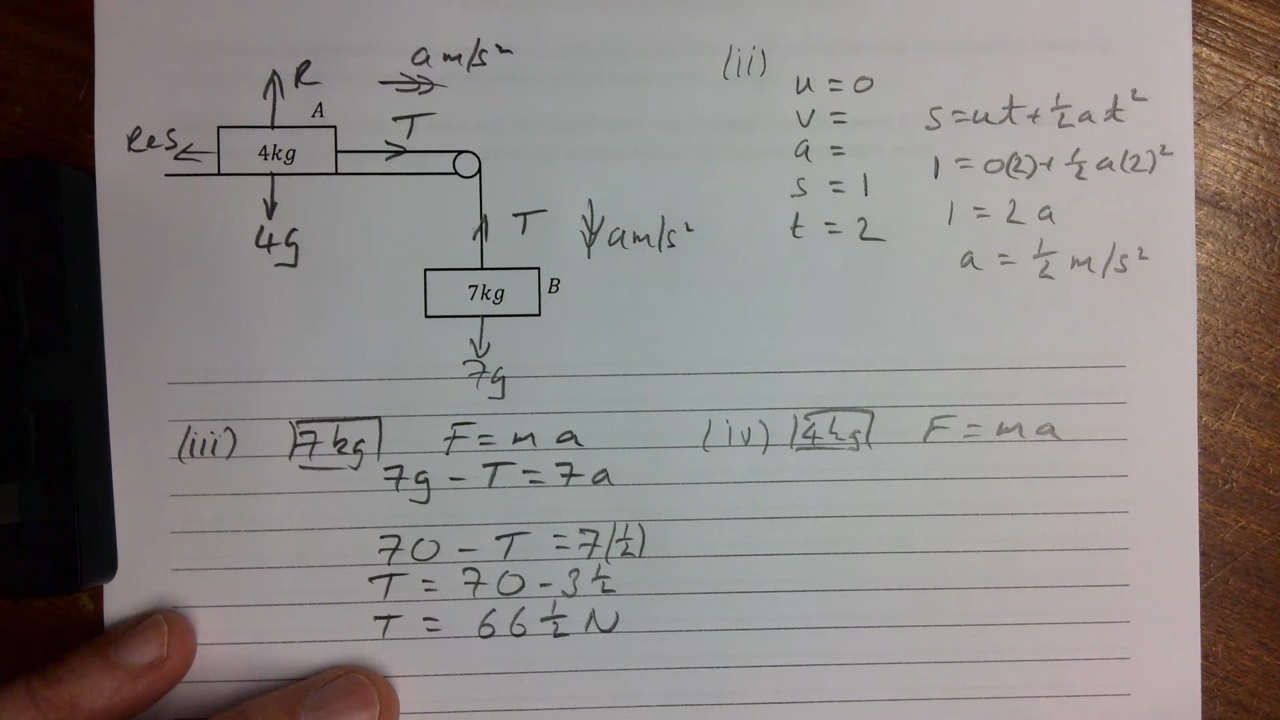 R
a m/s²
A
T
Res
4kg
4g
T
a m/s²
7kg
B
7g
(ii)
u = 0
v =
a =
s = 1
t = 2
s = ut + ½at²
1 = 0(2) + ½a(2)²
1 = 2a
a = ½ m/s²
(iii) 7kg F = ma
7g - T = 7a
70 - T = 7(½)
T = 70 - 3½
T = 66½ N
(iv) 4kg F = ma